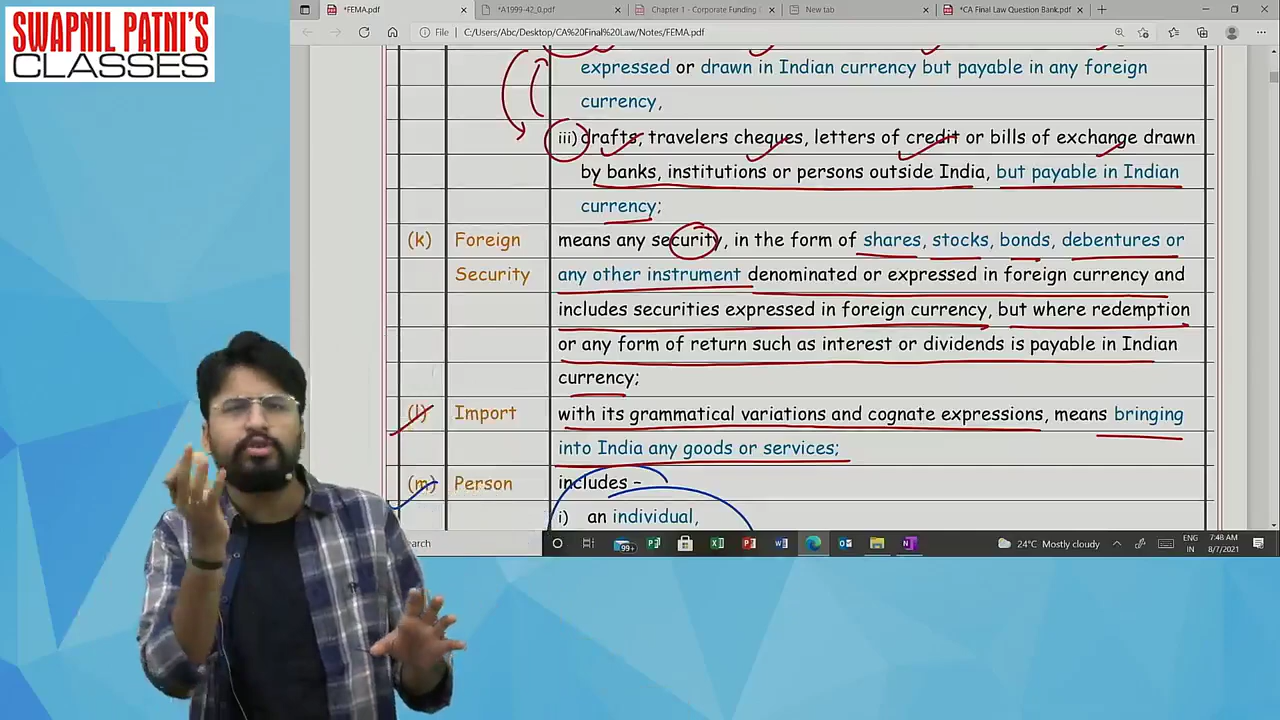 SWAPNIL PATNI'S
CLASSES
*FEMA.pdf
*A1999-42_0.pdf
Chapter 1 - Corporate Funding
New tab
*CA Final Law Question Bank.pdf
File
C:/Users/Abc/Desktop/CA%20Final%20Law/Notes/FEMA.pdf
expressed or drawn in Indian currency but payable in any foreign
currency,
iii) drafts, travelers cheques, letters of credit or bills of exchange drawn
by banks, institutions or persons outside India, but payable in Indian
currency;
(k) Foreign means any security, in the form of shares, stocks, bonds, debentures or
Security any other instrument denominated or expressed in foreign currency and
includes securities expressed in foreign currency, but where redemption
or any form of return such as interest or dividends is payable in Indian
currency;
(l) Import with its grammatical variations and cognate expressions, means bringing
into India any goods or services;
(m) Person includes –
i) an individual,
earch
99+
24°C Mostly cloudy
ENG
IN
7:48 AM
8/7/2021